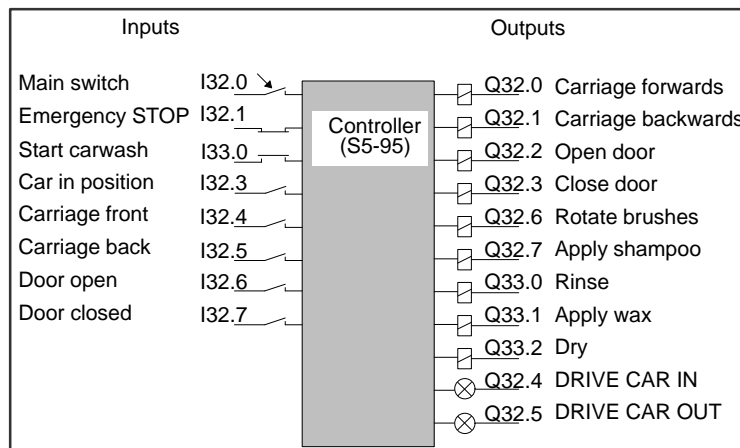 Inputs
Outputs
Main switch I32.0
Emergency STOP I32.1
Start carwash I33.0
Car in position I32.3
Carriage front I32.4
Carriage back I32.5
Door open I32.6
Door closed I32.7
Controller
(S5-95)
Q32.0 Carriage forwards
Q32.1 Carriage backwards
Q32.2 Open door
Q32.3 Close door
Q32.6 Rotate brushes
Q32.7 Apply shampoo
Q33.0 Rinse
Q33.1 Apply wax
Q33.2 Dry
Q32.4 DRIVE CAR IN
Q32.5 DRIVE CAR OUT